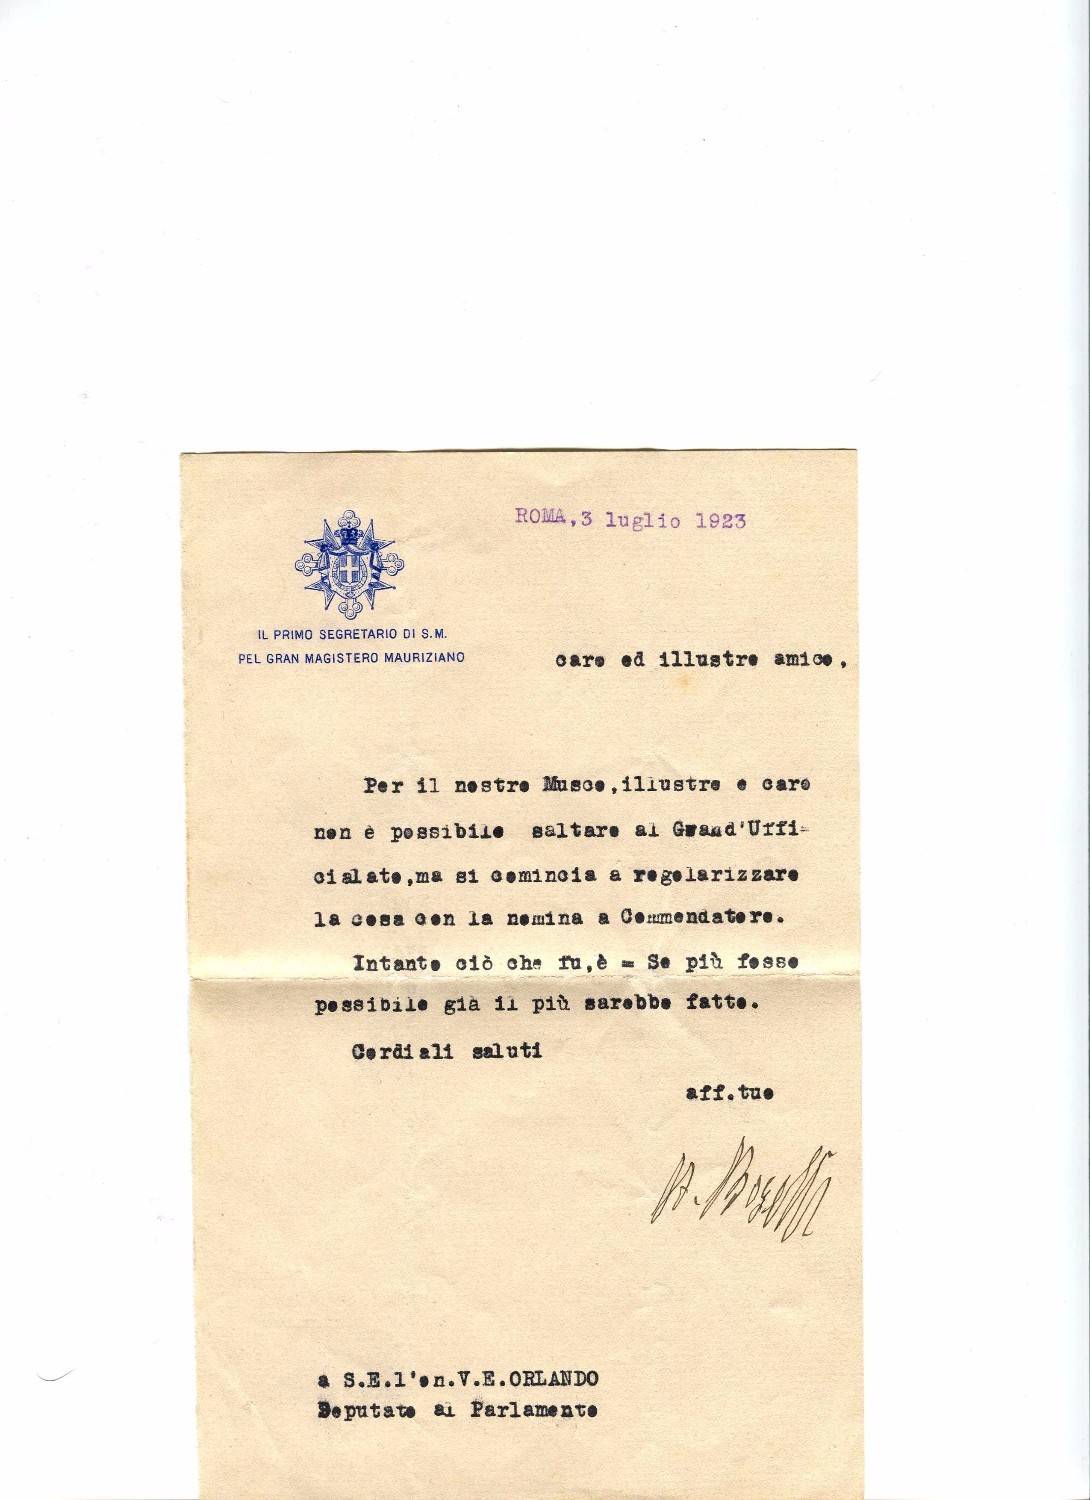 ROMA, 3 luglio 1923
IL PRIMO SEGRETARIO DI S.M.
PEL GRAN MAGISTERO MAURIZIANO
caro ed illustre amico,
Per il nostro Musco, illustre e caro
non è possibile saltare al Grand'Uffi-
cialato, ma si comincia a regolarizzare
la cosa con la nomina a Commendatore.
Intanto ciò che fu, è = Se più fosse
possibile già il più sarebbe fatto.
Cordiali saluti
aff.tuo
Boselli
a S.E.l'on.V.E.ORLANDO
Deputato al Parlamento